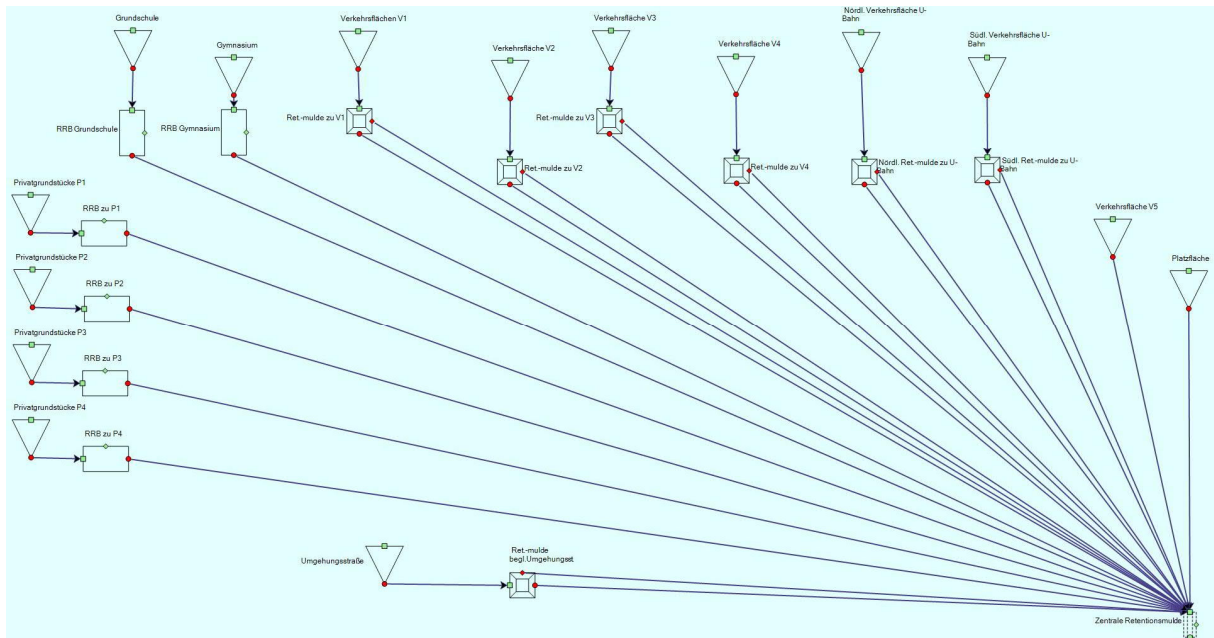 Grundschule
Gymnasium
Verkehrsflächen V1
Verkehrsfläche V2
Verkehrsfläche V3
Verkehrsfläche V4
Nördl. Verkehrsfläche U-
Bahn
Südl. Verkehrsfläche U-
Bahn
RRB Grundschule
RRB Gymnasium
Ret.-mulde zu V1
Ret.-mulde zu V2
Ret.-mulde zu V3
Ret.-mulde zu V4
Nördl. Ret.-mulde zu U-
Bahn
Südl. Ret.-mulde zu U-
Bahn
Privatgrundstücke P1
RRB zu P1
Verkehrsfläche V5
Platzfläche
Privatgrundstücke P2
RRB zu P2
Privatgrundstücke P3
RRB zu P3
Privatgrundstücke P4
RRB zu P4
Umgehungsstraße
Ret.-mulde
begl.Umgehungsst
Zentrale Retentionsmulde